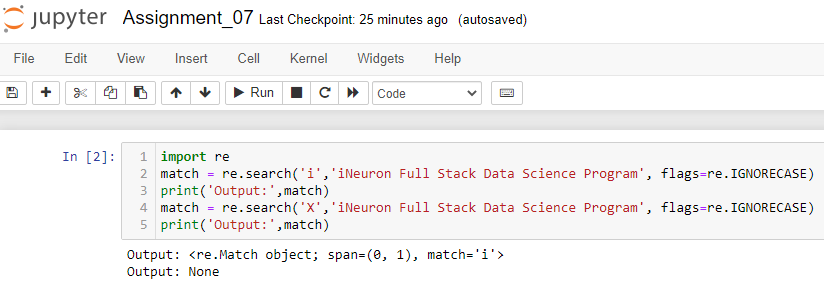 jupyter Assignment_07 Last Checkpoint: 25 minutes ago (autosaved)
File Edit View Insert Cell Kernel Widgets Help
Run Code
In [2]:
1 import re
2 match = re.search('i','iNeuron Full Stack Data Science Program', flags=re.IGNORECASE)
3 print('Output:',match)
4 match = re.search('X','iNeuron Full Stack Data Science Program', flags=re.IGNORECASE)
5 print('Output:',match)
Output: <re.Match object; span=(0, 1), match='i'>
Output: None